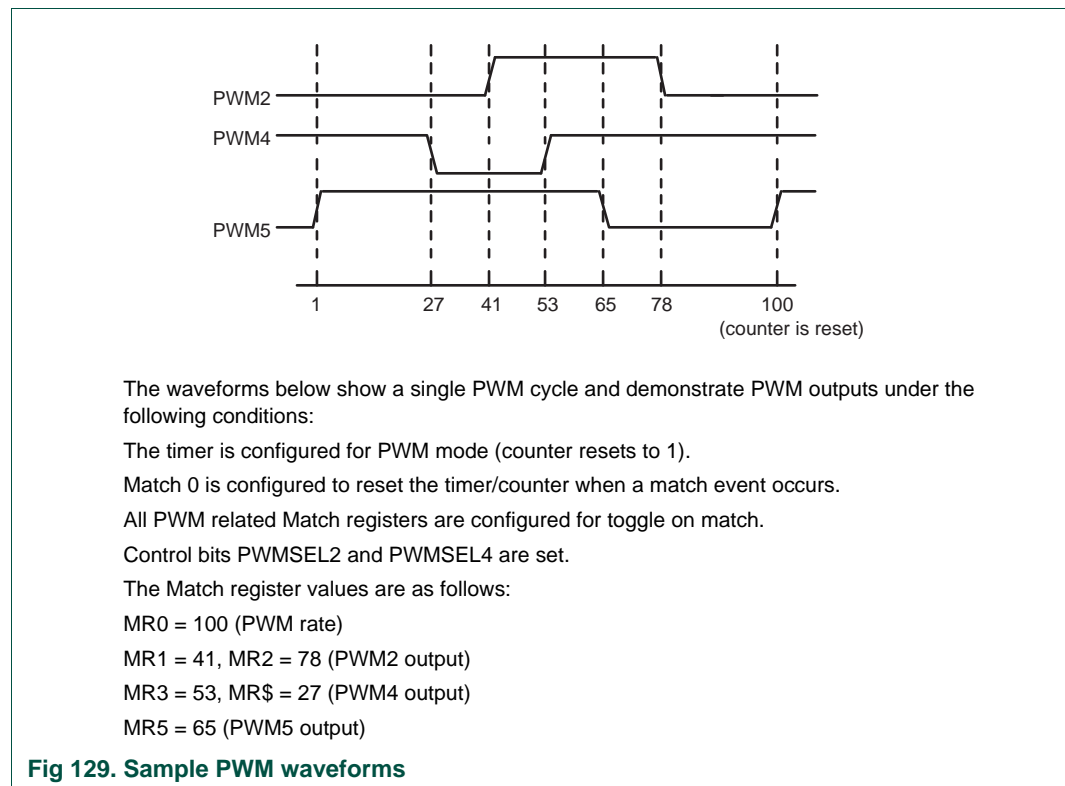 PWM2
PWM4
PWM5
1 27 41 53 65 78 100
(counter is reset)
The waveforms below show a single PWM cycle and demonstrate PWM outputs under the
following conditions:
The timer is configured for PWM mode (counter resets to 1).
Match 0 is configured to reset the timer/counter when a match event occurs.
All PWM related Match registers are configured for toggle on match.
Control bits PWMSEL2 and PWMSEL4 are set.
The Match register values are as follows:
MR0 = 100 (PWM rate)
MR1 = 41, MR2 = 78 (PWM2 output)
MR3 = 53, MR$ = 27 (PWM4 output)
MR5 = 65 (PWM5 output)
Fig 129. Sample PWM waveforms